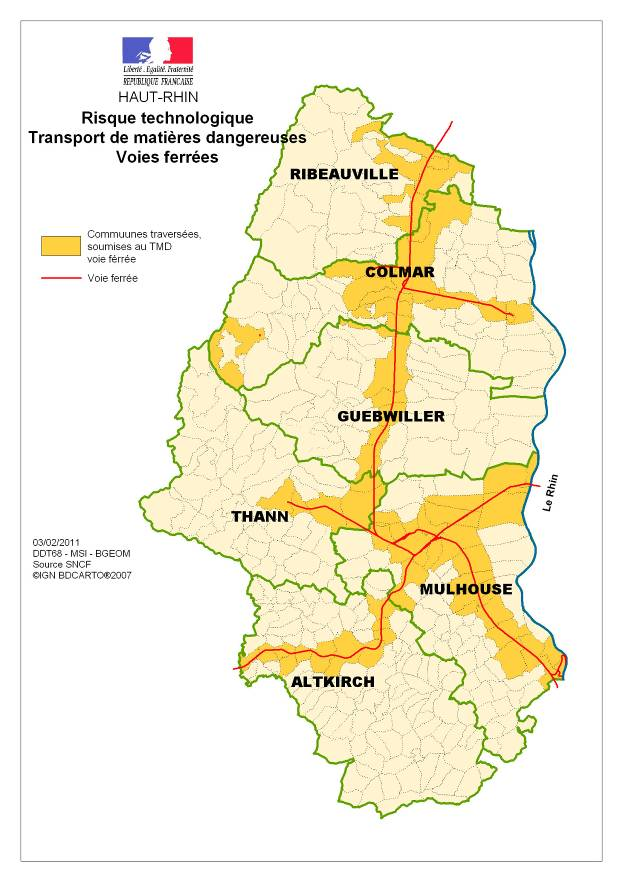 Liberté . Égalité . Fraternité
RÉPUBLIQUE FRANÇAISE
HAUT-RHIN
Risque technologique
Transport de matières dangereuses
Voies ferrées
Communnes traversées,
soumises au TMD
voie férrée
Voie ferrée
RIBEAUVILLE
COLMAR
GUEBWILLER
THANN
Le Rhin
MULHOUSE
ALTKIRCH
03/02/2011
DDT68 - MSI - BGEOM
Source SNCF
©IGN BDCARTO®2007